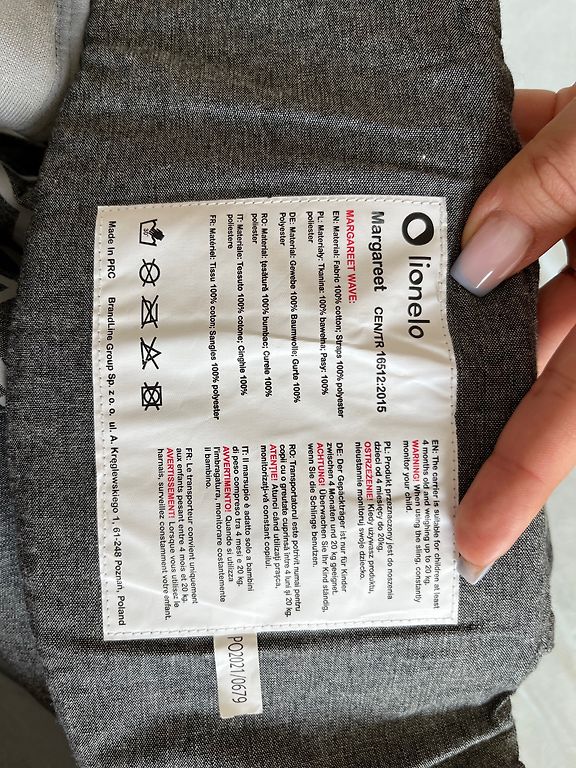 lionelo
Margareet CEN/TR 16512:2015
MARGAREET WAVE:
EN: Material: Fabric 100% cotton; Straps 100% polyester
PL: Materiały: Tkanina: 100% bawełna; Pasy: 100%
poliester
DE: Material: Gewebe 100% Baumwolle; Gurte 100%
Polyester
RO: Material: țesătură 100% bumbac; Curele 100%
poliester
IT: Materiale: Tessuto 100% cotone; Cinghie 100%
poliestere
FR: Matériel: Tissu 100% coton; Sangles 100% polyester
30
Made in PRC BrandLine Group Sp. z o. o. ul. A. Kręglewskiego 1, 61-248 Poznań, Poland
EN: The carrier is suitable for children at least
4 months old and weighing up to 20 kg.
WARNING! When using the sling, constantly
monitor your child.
PL: Produkt przeznaczony jest do noszenia
dzieci od 4 miesięcy do 20kg.
OSTRZEŻENIE! Kiedy używasz produktu,
nieustannie monitoruj swoje dziecko.
DE: Der Gepäckträger ist nur für Kinder
zwischen 4 Monaten und 20 kg geeignet.
ACHTUNG! Überwachen Sie Ihr Kind ständig,
wenn Sie die Schlinge benutzen.
RO: Transportatorul este potrivit numai pentru
copii cu o greutate cuprinsă între 4 luni și 20 kg.
ATENȚIE! Atunci când utilizați prașca,
monitorizați-vă constant copilul.
IT: Il marsupio è adatto solo a bambini
di peso compreso tra 4 mesi e 20 kg.
AVVERTIMENTO! Quando si utilizza
l'imbragatura, monitorare costantemente
il bambino.
FR: Le transporteur convient uniquement
aux enfants pesant entre 4 mois et 20 kg.
AVERTISSEMENT! Lorsque vous utilisez le
harnais, surveillez constamment votre enfant.
PO2021/0679